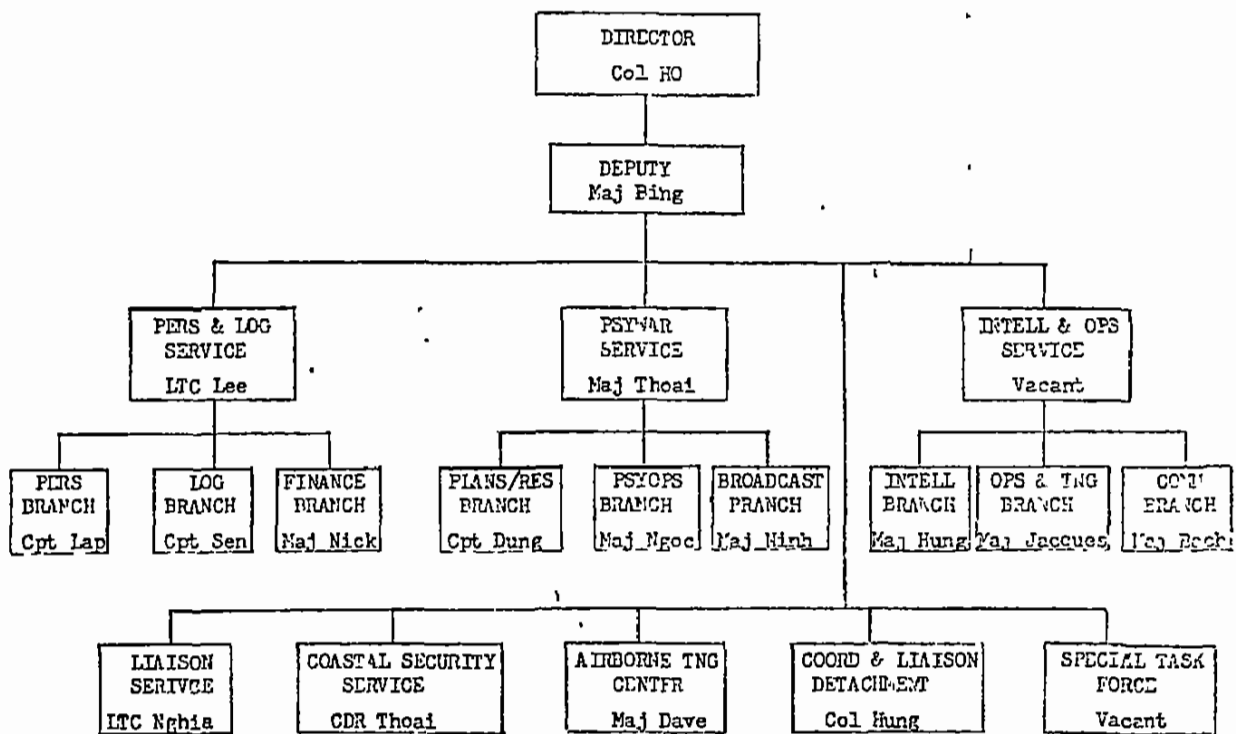 DIRECTOR
Col HO
DEPUTY
Maj Bing
PERS & LOG
SERVICE
LTC Lee
PSYWAR
SERVICE
Maj Thoai
INTELL & OPS
SERVICE
Vacant
PERS
BRANCH
Cpt Lap
LOG
BRANCH
Cpt Sen
FINANCE
BRANCH
Maj Nick
PLANS/RES
BRANCH
Cpt Dung
PSYOPS
BRANCH
Maj Ngoc
BROADCAST
BRANCH
Maj Hinh
INTELL
BRANCH
Maj Hung
OPS & TNG
BRANCH
Maj Jacques
BRANCH
Maj
LIAISON
SERIVCE
LTC Nghia
COASTAL SECURITY
SERVICE
CDR Thoai
AIRBORNE TNG
CENTER
Maj Dave
COORD & LIAISON
DETACHMENT
Col Hung
SPECIAL TASK
FORCE
Vacant